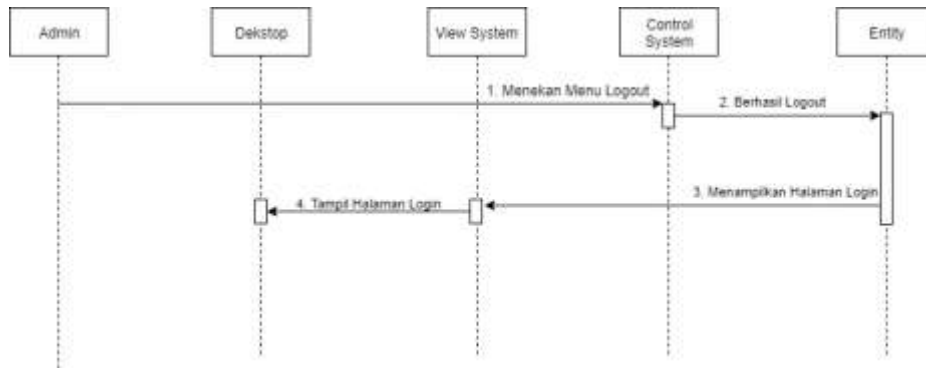 Admin
Dekstop
View System
Control
System
Entity
1. Menekan Menu Logout
2. Berhasil Logout
3. Menampilkan Halaman Login
4. Tampil Halaman Login